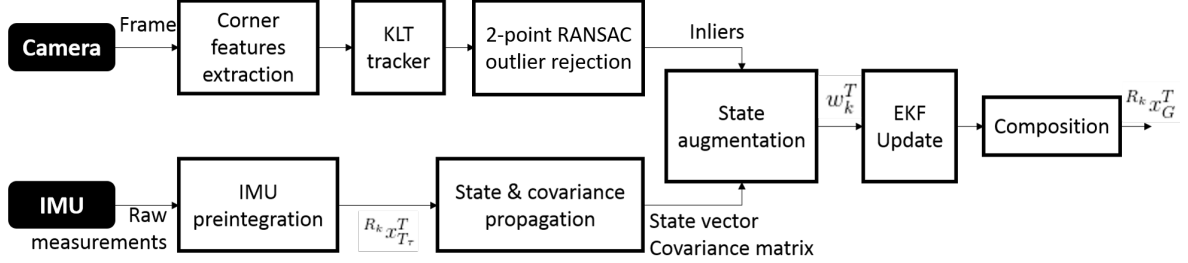 Camera
Frame
Corner
features
extraction
KLT
tracker
2-point RANSAC
outlier rejection
Inliers
State
augmentation
w_k^T
EKF
Update
Composition
^{R_k}x_G^T
IMU
Raw
measurements
IMU
preintegration
^{R_k}x_{T_τ}^T
State & covariance
propagation
State vector
Covariance matrix